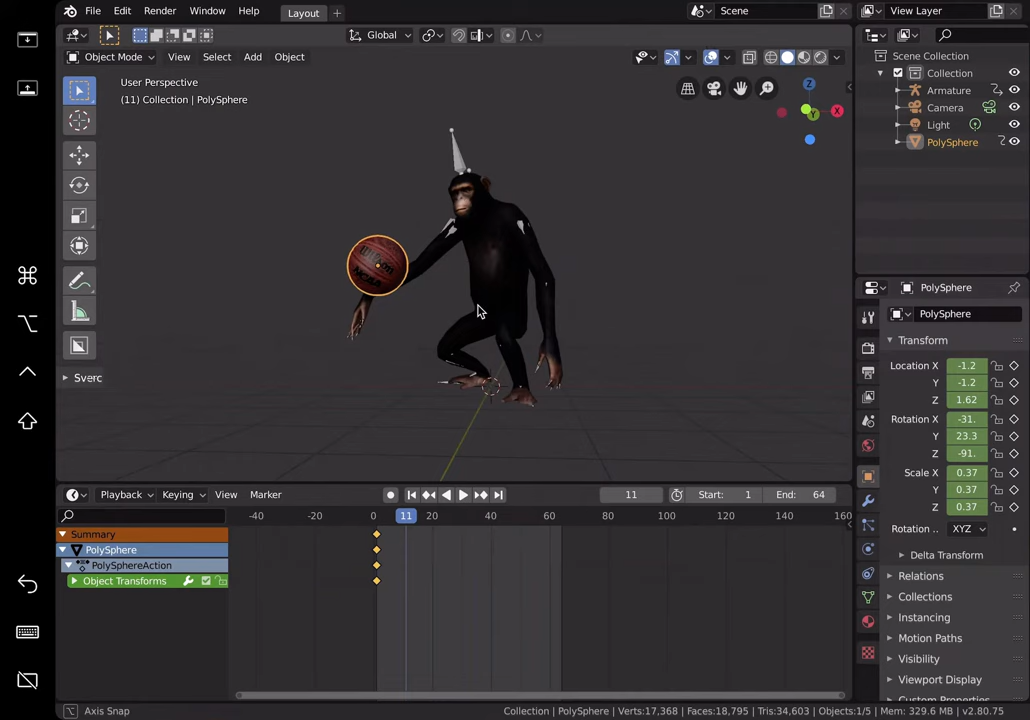 File Edit Render Window Help
Layout +
Scene
View Layer
Global
Object Mode View Select Add Object
User Perspective
(11) Collection | PolySphere
Z
X
Y
Wilson
NCAA
Sverc
Scene Collection
Collection
Armature
Camera
Light
PolySphere
PolySphere
PolySphere
Transform
Location X -1.2
Y -1.2
Z 1.62
Rotation X -31.
Y 23.3
Z -91.
Scale X 0.37
Y 0.37
Z 0.37
Rotation .. XYZ
Delta Transform
Relations
Collections
Instancing
Motion Paths
Visibility
Viewport Display
Custom Properties
Playback Keying View Marker
11 Start: 1 End: 64
-40 -20 0 11 20 40 60 80 100 120 140 160
Summary
PolySphere
PolySphereAction
Object Transforms
Axis Snap
Collection | PolySphere | Verts:17,368 | Faces:18,795 | Tris:34,603 | Objects:1/5 | Mem: 329.6 MB | v2.80.75